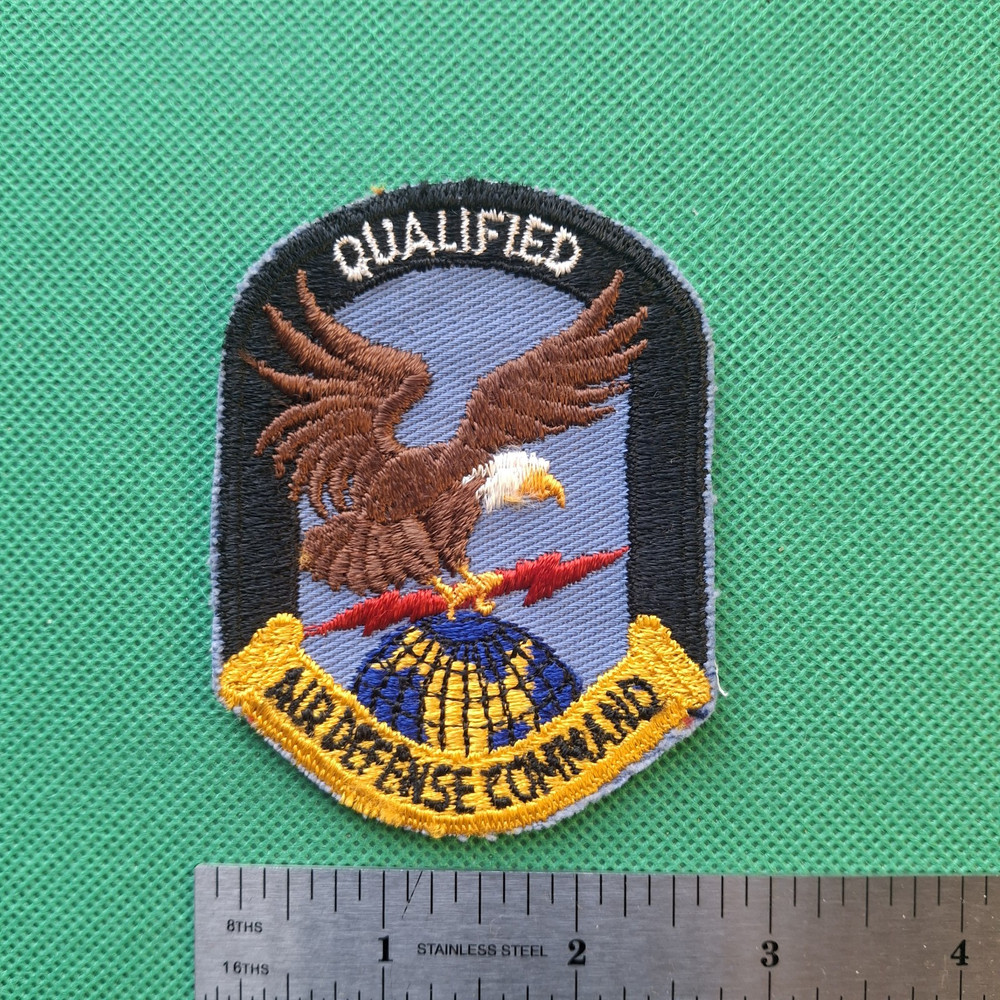 QUALIFIED
AIR DEFENSE COMMAND
8THS
1 STAINLESS STEEL 2 3 4
16THS